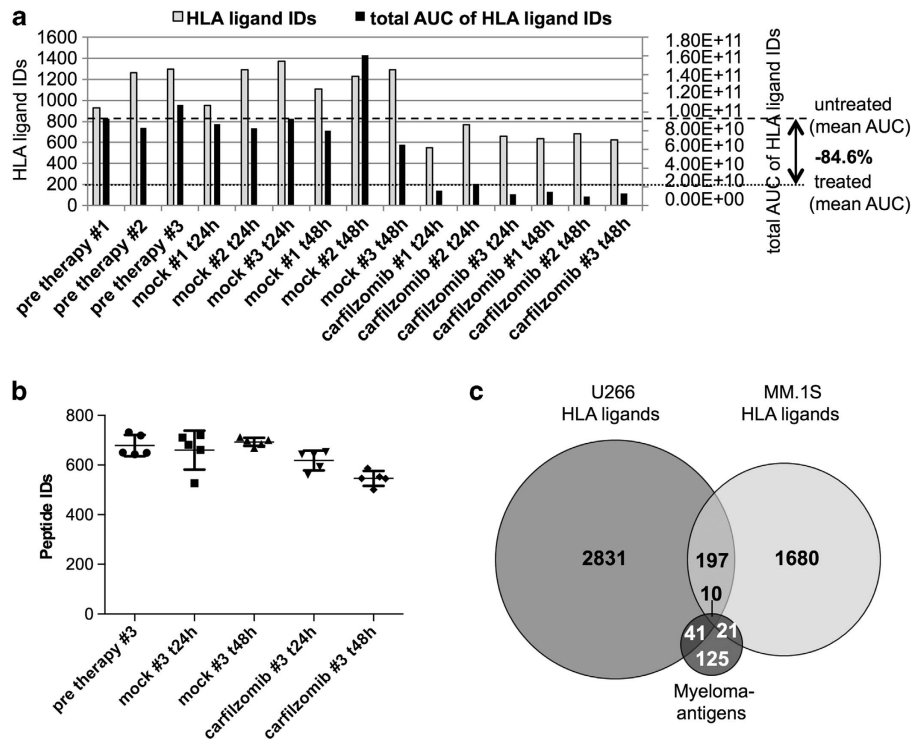 a
HLA ligand IDs
total AUC of HLA ligand IDs
HLA ligand IDs
1600
1400
1200
1000
800
600
400
200
0
1.80E+11
1.60E+11
1.40E+11
1.20E+11
1.00E+11
8.00E+10
6.00E+10
4.00E+10
2.00E+10
0.00E+00
total AUC of HLA ligand IDs
untreated
(mean AUC)
-84.6%
treated
(mean AUC)
pre therapy #1
pre therapy #2
pre therapy #3
mock #1 t24h
mock #2 t24h
mock #3 t24h
mock #1 t48h
mock #2 t48h
mock #3 t48h
carfilzomib #1 t24h
carfilzomib #2 t24h
carfilzomib #3 t24h
carfilzomib #1 t48h
carfilzomib #2 t48h
carfilzomib #3 t48h
b
Peptide IDs
800
600
400
200
0
pre therapy #3
mock #3 t24h
mock #3 t48h
carfilzomib #3 t24h
carfilzomib #3 t48h
c
U266
HLA ligands
MM.1S
HLA ligands
2831
197
1680
10
41
21
125
Myeloma-
antigens